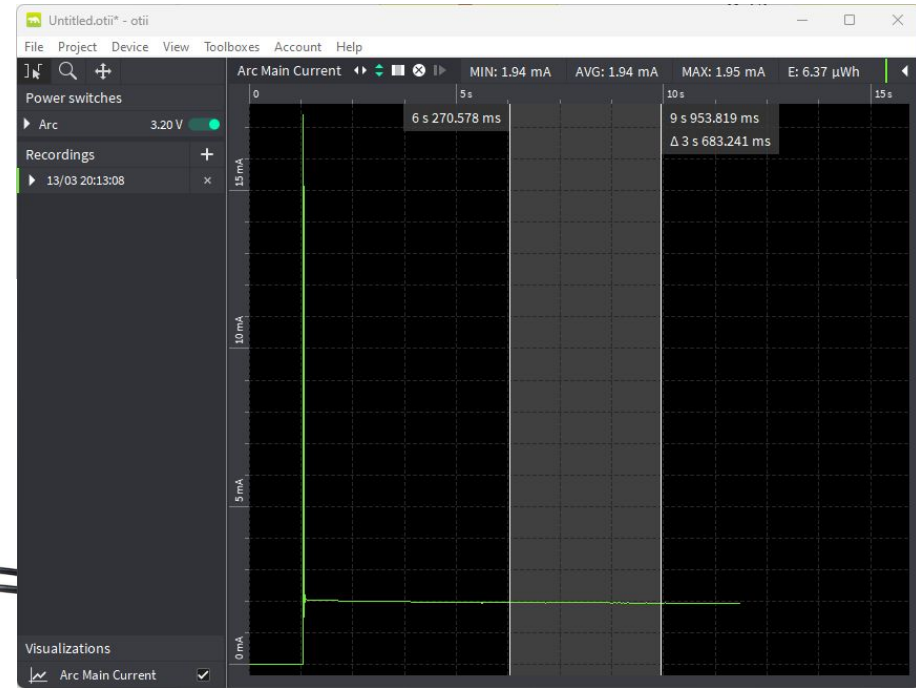 Untitled.otii* - otii
File Project Device View Toolboxes Account Help
Arc Main Current MIN: 1.94 mA AVG: 1.94 mA MAX: 1.95 mA E: 6.37 µWh
Power switches
Arc 3.20 V
Recordings +
13/03 20:13:08 ×
0 5 s 10 s 15 s
6 s 270.578 ms
9 s 953.819 ms
Δ 3 s 683.241 ms
15 mA
10 mA
5 mA
0 mA
Visualizations
Arc Main Current